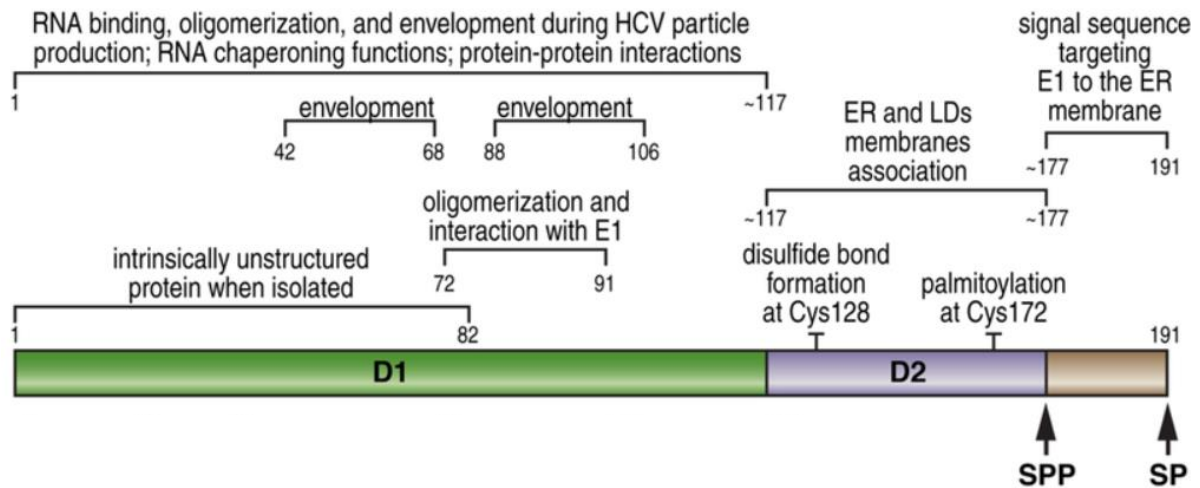 RNA binding, oligomerization, and envelopment during HCV particle
production; RNA chaperoning functions; protein-protein interactions
1
~117
signal sequence
targeting
E1 to the ER
membrane
~177
191
envelopment
42
68
envelopment
88
106
ER and LDs
membranes
association
~117
~177
oligomerization and
interaction with E1
72
91
intrinsically unstructured
protein when isolated
1
82
disulfide bond
formation
at Cys128
palmitoylation
at Cys172
191
D1
D2
SPP
SP